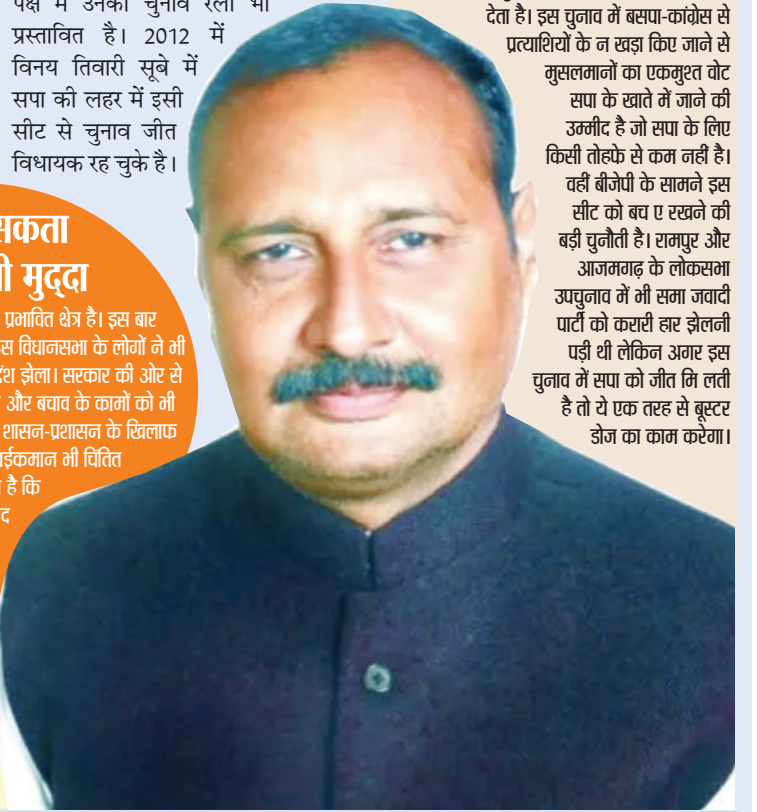 पक्ष में उनकी चुनाव रैली भी
प्रस्तावित है। 2012 में
विनय तिवारी सूबे में
सपा की लहर में इसी
सीट से चुनाव जीत
विधायक रह चुके है।
सकता
मुद्दा
प्रभावित क्षेत्र है। इस बार
विधानसभा के लोगों ने भी
झेला। सरकार की ओर से
और बचाव के कामों को भी
शासन-प्रशासन के खिलाफ
भी चिंतित
है कि
देता है। इस चुनाव में बसपा-कांग्रेस से
प्रत्याशियों के न खड़ा किए जाने से
मुसलमानों का एकमुश्त वोट
सपा के खाते में जाने की
उम्मीद है जो सपा के लिए
किसी तोहफे से कम नहीं है।
वहीं बीजेपी के सामने इस
सीट को बच ए रखने की
बड़ी चुनौती है। रामपुर और
आजमगढ़ के लोकसभा
उपचुनाव में भी समा जवादी
पार्टी को करारी हार झेलनी
पड़ी थी लेकिन अगर इस
चुनाव में सपा को जीत मि लती
है तो ये एक तरह से बूस्टर
डोज का काम करेगा।